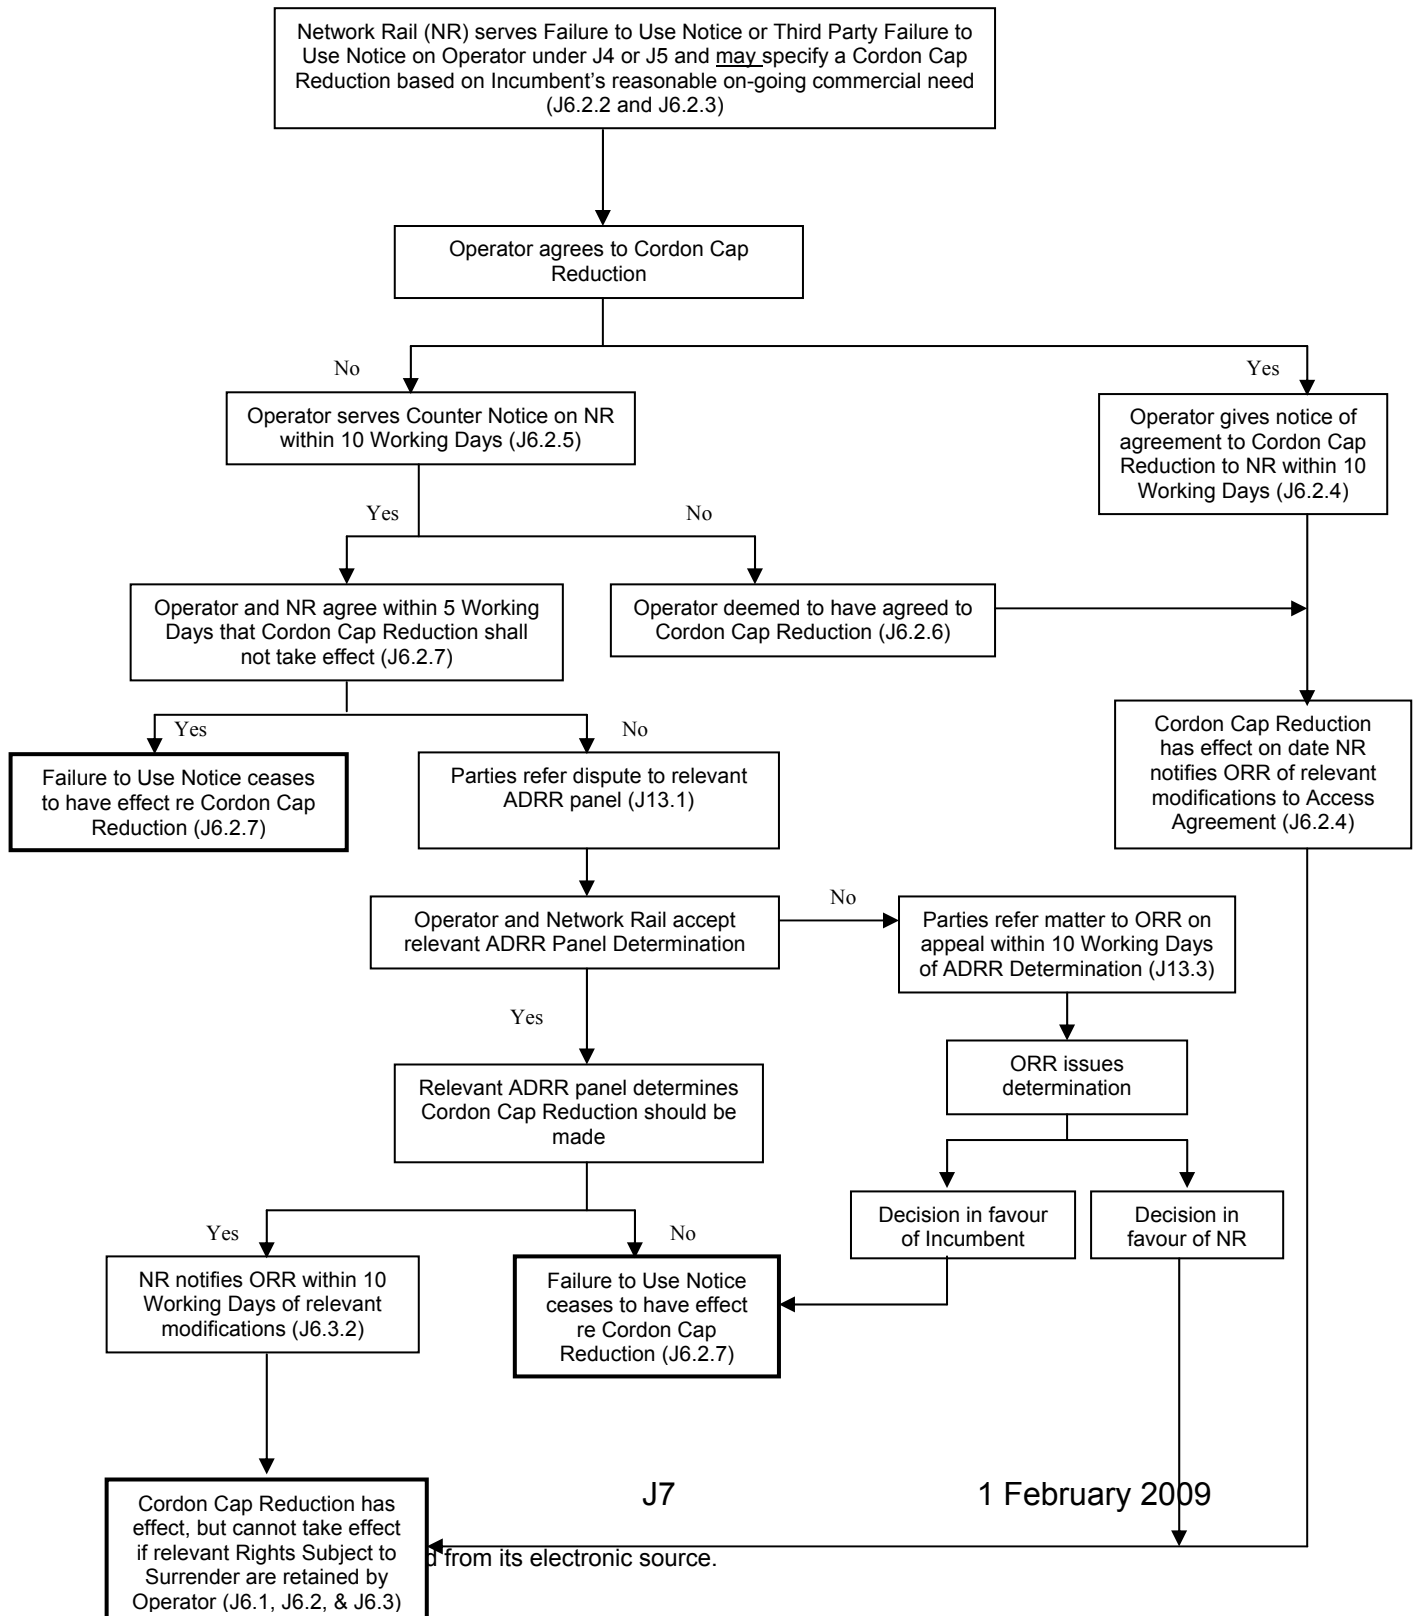 Network Rail (NR) serves Failure to Use Notice or Third Party Failure to
Use Notice on Operator under J4 or J5 and may specify a Cordon Cap
Reduction based on Incumbent's reasonable on-going commercial need
(J6.2.2 and J6.2.3)
Operator agrees to Cordon Cap
Reduction
No
Yes
Operator serves Counter Notice on NR
within 10 Working Days (J6.2.5)
Operator gives notice of
agreement to Cordon Cap
Reduction to NR within 10
Working Days (J6.2.4)
Yes
No
Operator and NR agree within 5 Working
Days that Cordon Cap Reduction shall
not take effect (J6.2.7)
Operator deemed to have agreed to
Cordon Cap Reduction (J6.2.6)
Yes
No
Cordon Cap Reduction
has effect on date NR
notifies ORR of relevant
modifications to Access
Agreement (J6.2.4)
Failure to Use Notice ceases
to have effect re Cordon Cap
Reduction (J6.2.7)
Parties refer dispute to relevant
ADRR panel (J13.1)
Operator and Network Rail accept
relevant ADRR Panel Determination
No
Parties refer matter to ORR on
appeal within 10 Working Days
of ADRR Determination (J13.3)
Yes
ORR issues
determination
Relevant ADRR panel determines
Cordon Cap Reduction should be
made
Decision in favour
of Incumbent
Decision in
favour of NR
Yes
No
NR notifies ORR within 10
Working Days of relevant
modifications (J6.3.2)
Failure to Use Notice
ceases to have effect
re Cordon Cap
Reduction (J6.2.7)
J7
1 February 2009
Cordon Cap Reduction has
effect, but cannot take effect
if relevant Rights Subject to
Surrender are retained by
Operator (J6.1, J6.2, & J6.3)
from its electronic source.